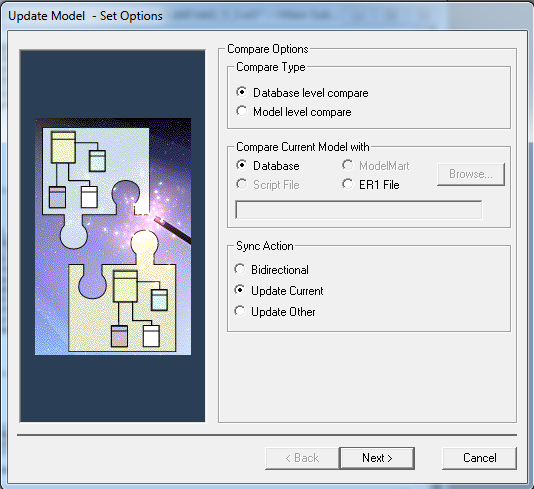 Update Model - Set Options
Compare Options
Compare Type
Database level compare
Model level compare
Compare Current Model with
Database
ModelMart
Script File
ER1 File
Browse...
Sync Action
Bidirectional
Update Current
Update Other
< Back
Next >
Cancel